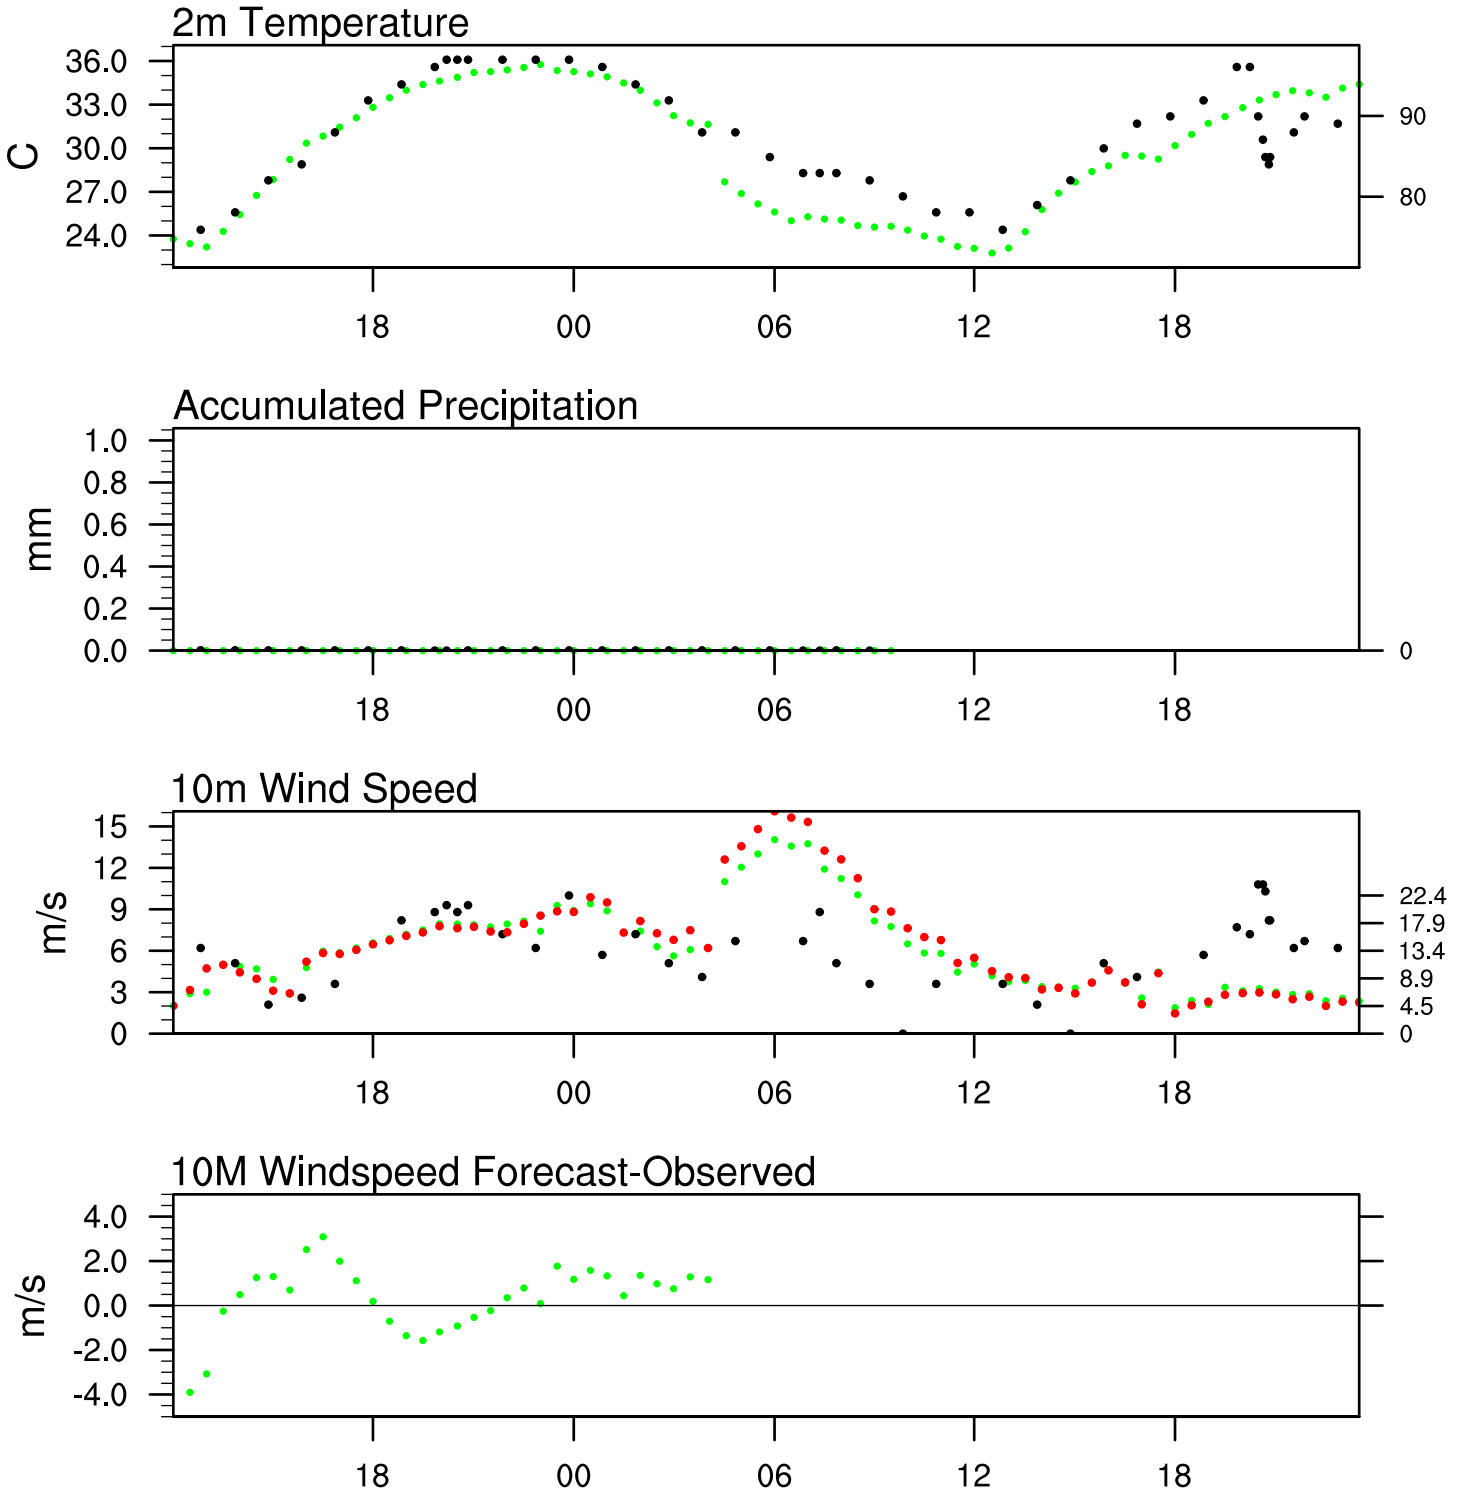 2m Temperature
36.0
33.0
30.0
27.0
24.0
C
90
80
18 00 06 12 18
Accumulated Precipitation
1.0
0.8
0.6
0.4
0.2
0.0
mm
0
18 00 06 12 18
10m Wind Speed
15
12
9
6
3
0
m/s
22.4
17.9
13.4
8.9
4.5
0
18 00 06 12 18
10M Windspeed Forecast-Observed
4.0
2.0
0.0
-2.0
-4.0
m/s
18 00 06 12 18